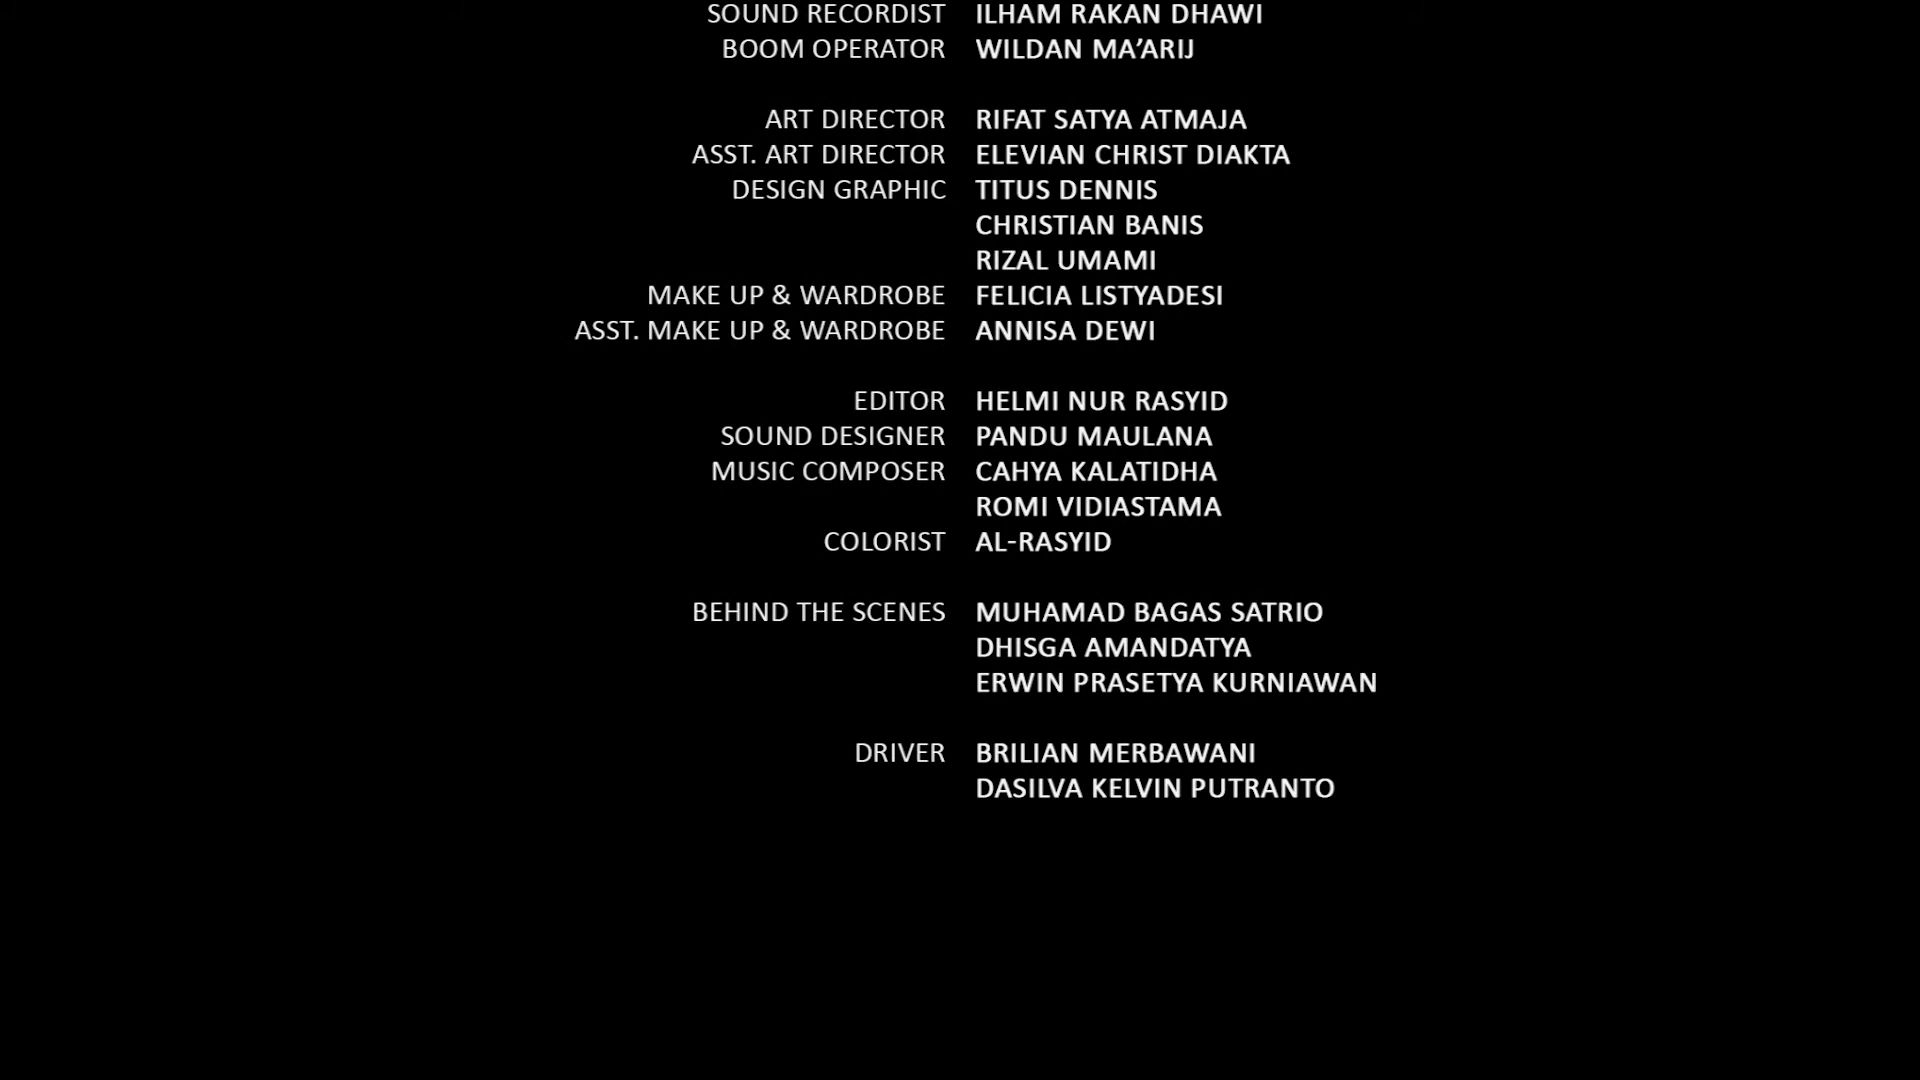 SOUND RECORDIST ILHAM RAKAN DHAWI
BOOM OPERATOR WILDAN MA’ARIJ
ART DIRECTOR RIFAT SATYA ATMAJA
ASST. ART DIRECTOR ELEVIAN CHRIST DIAKTA
DESIGN GRAPHIC TITUS DENNIS
CHRISTIAN BANIS
RIZAL UMAMI
MAKE UP & WARDROBE FELICIA LISTYADESI
ASST. MAKE UP & WARDROBE ANNISA DEWI
EDITOR HELMI NUR RASYID
SOUND DESIGNER PANDU MAULANA
MUSIC COMPOSER CAHYA KALATIDHA
ROMI VIDIASTAMA
COLORIST AL-RASYID
BEHIND THE SCENES MUHAMAD BAGAS SATRIO
DHISGA AMANDATYA
ERWIN PRASETYA KURNIAWAN
DRIVER BRILIAN MERBAWANI
DASILVA KELVIN PUTRANTO